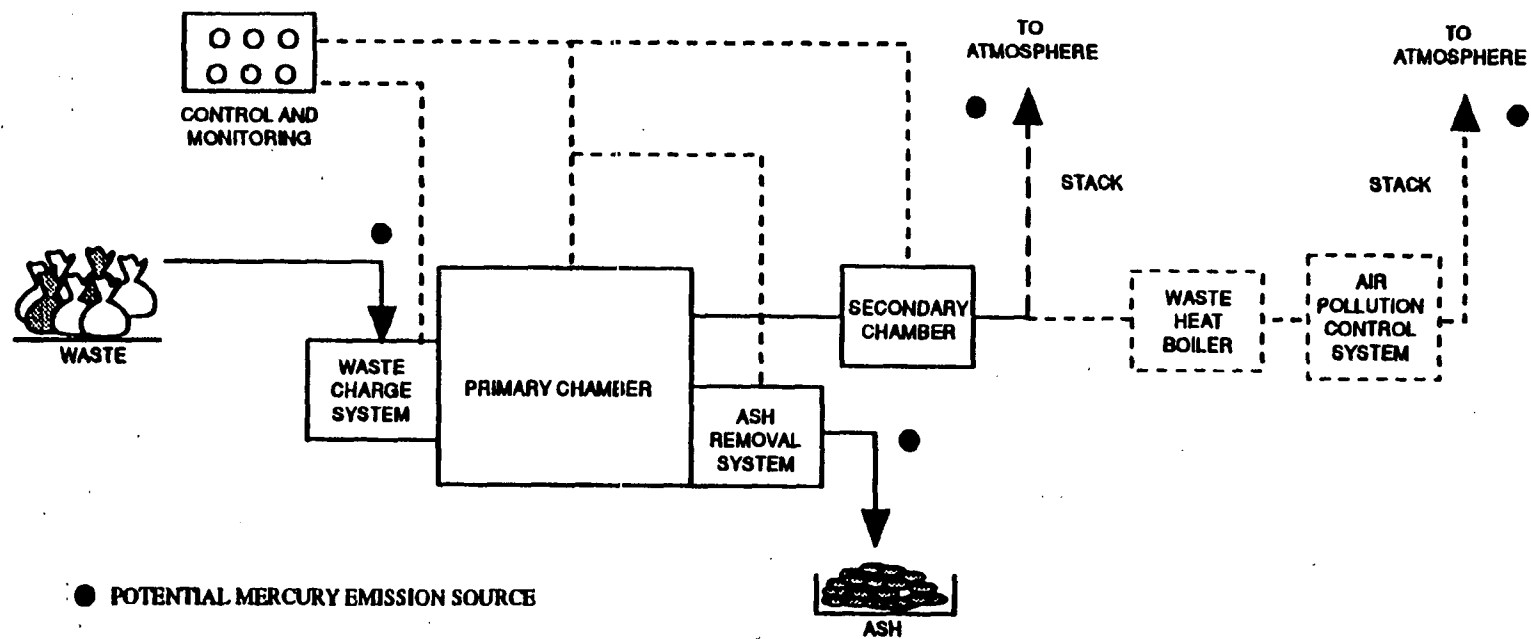 CONTROL AND
MONITORING
TO
ATMOSPHERE
TO
ATMOSPHERE
STACK
STACK
WASTE
WASTE
CHARGE
SYSTEM
PRIMARY CHAMBER
SECONDARY
CHAMBER
WASTE
HEAT
BOILER
AIR
POLLUTION
CONTROL
SYSTEM
ASH
REMOVAL
SYSTEM
ASH
POTENTIAL MERCURY EMISSION SOURCE